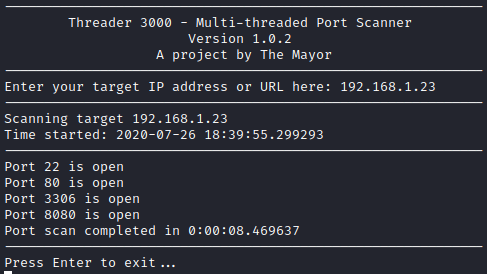 Threader 3000 - Multi-threaded Port Scanner
Version 1.0.2
A project by The Mayor
Enter your target IP address or URL here: 192.168.1.23
Scanning target 192.168.1.23
Time started: 2020-07-26 18:39:55.299293
Port 22 is open
Port 80 is open
Port 3306 is open
Port 8080 is open
Port scan completed in 0:00:08.469637
Press Enter to exit...